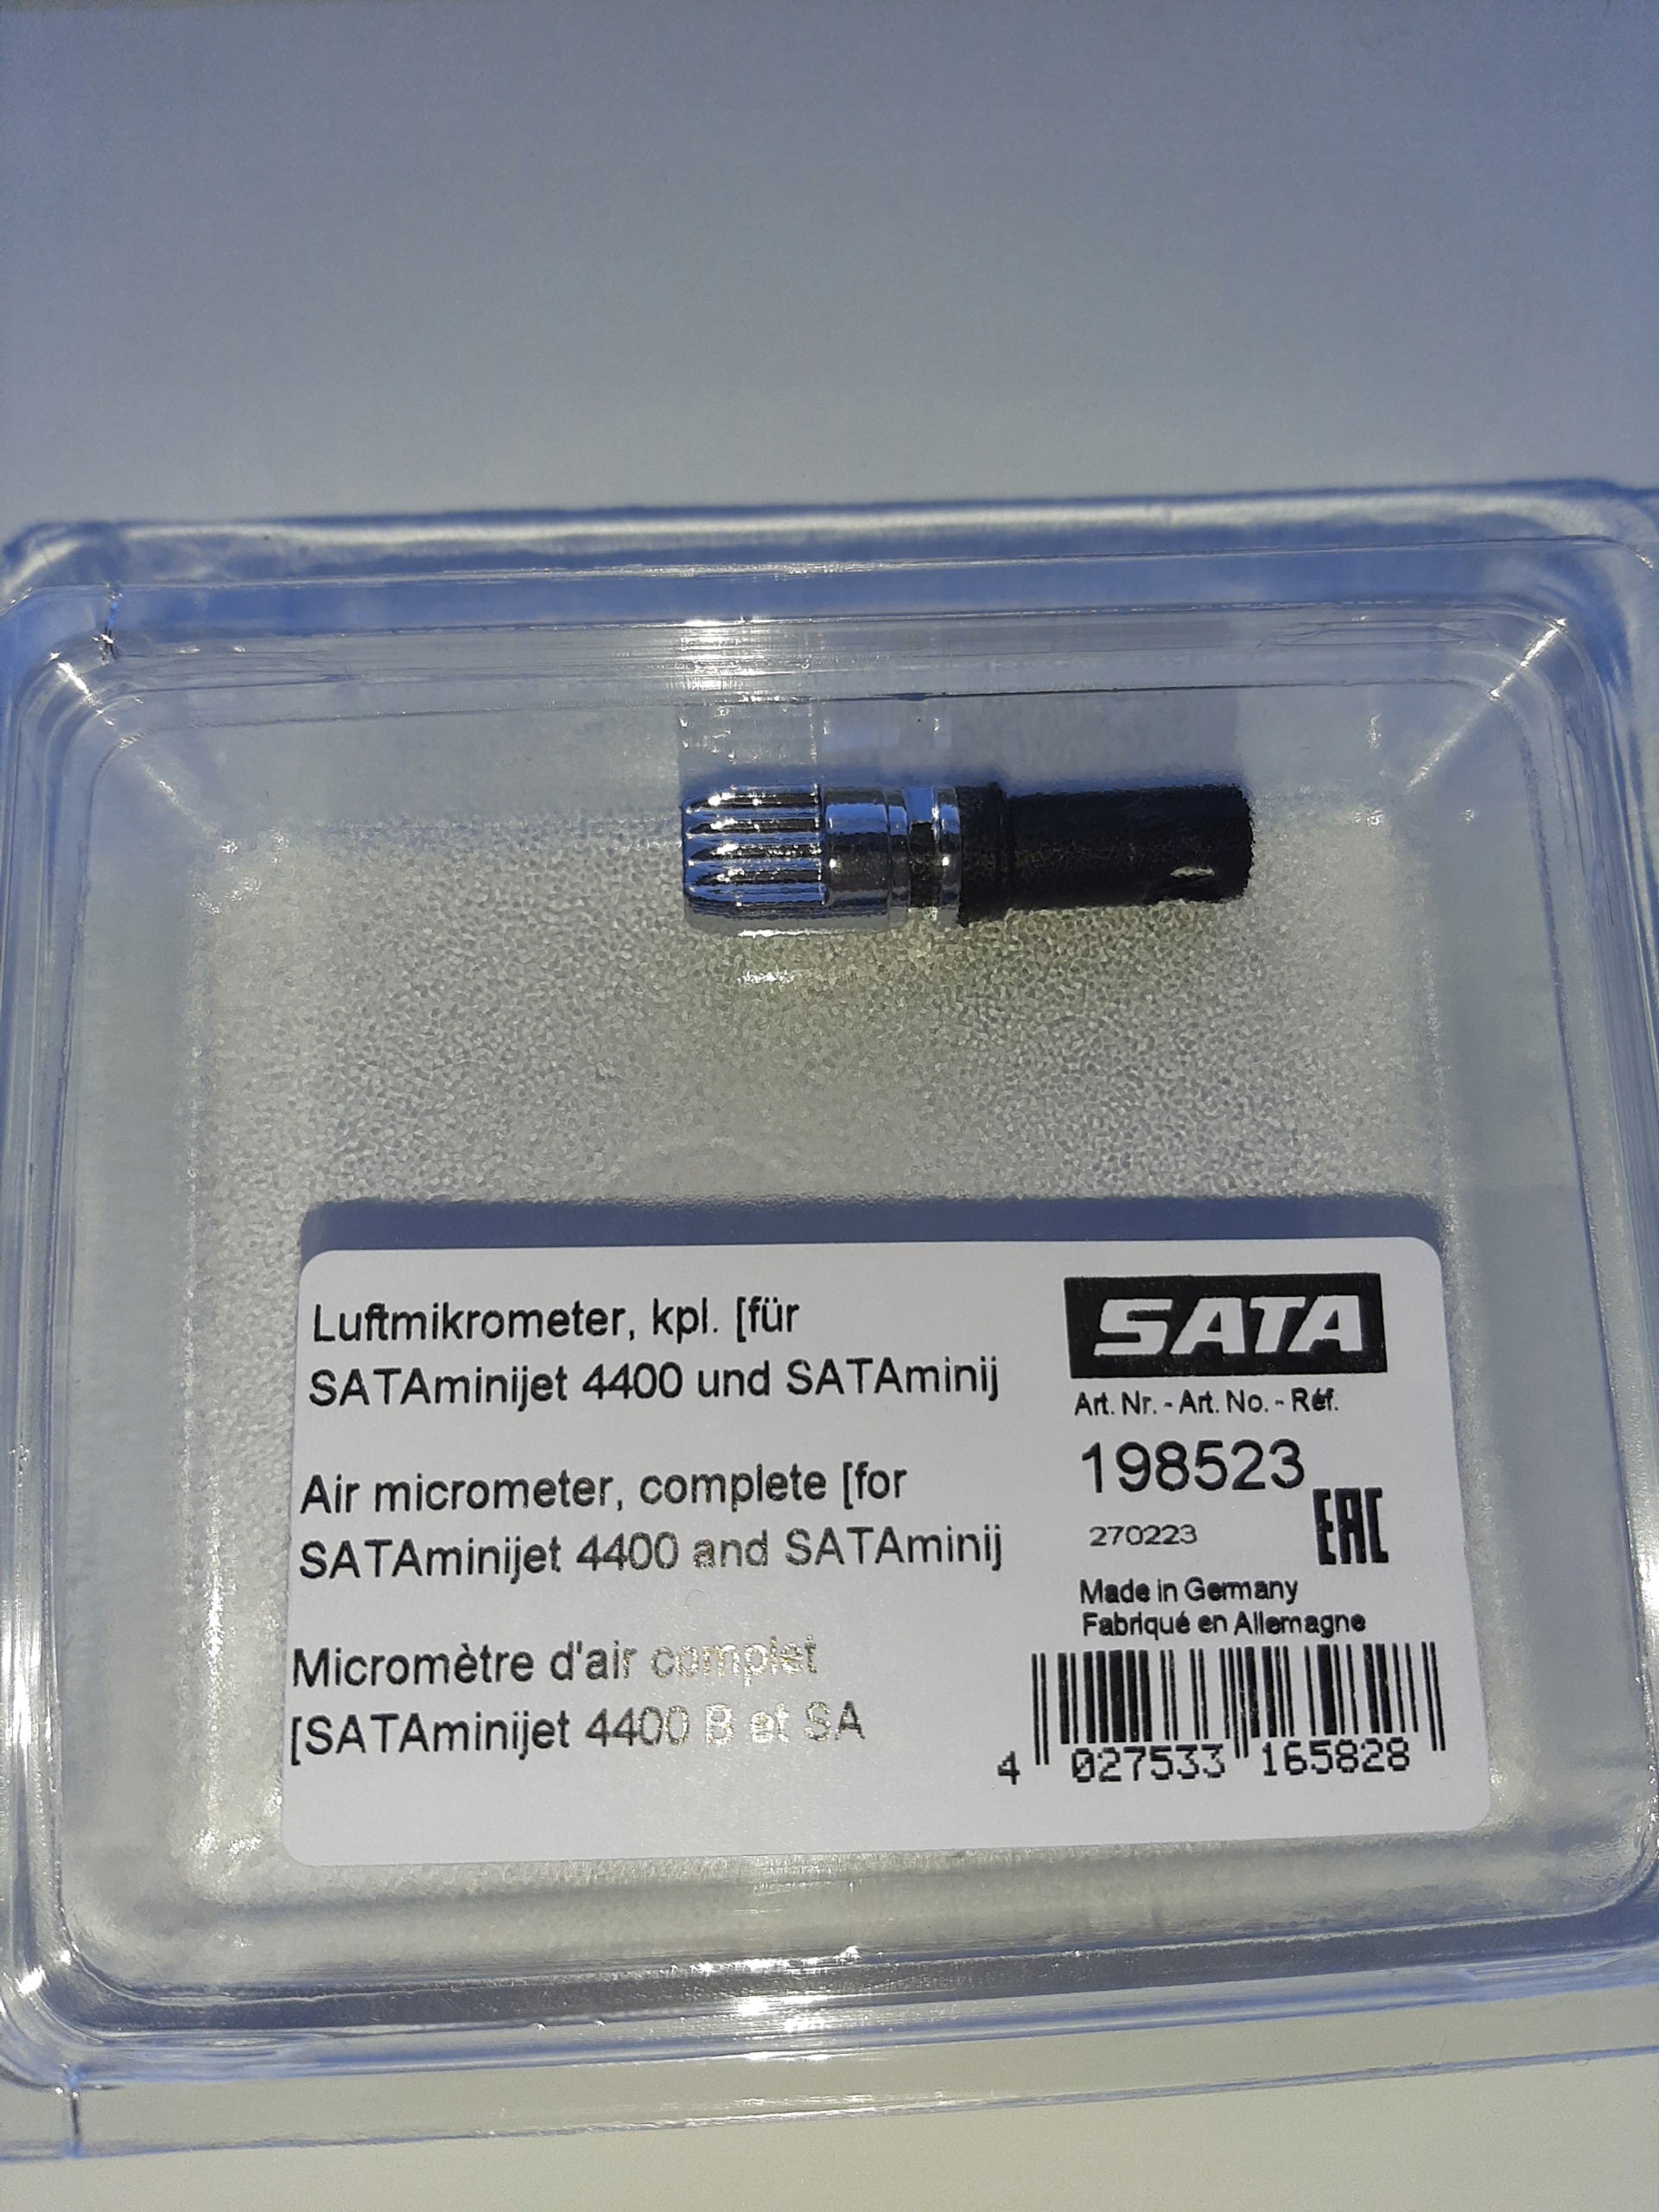 Luftmikrometer, kpl. [für
SATAminijet 4400 und SATAminij
Air micrometer, complete [for
SATAminijet 4400 and SATAminij
Micromètre d'air complet
[SATAminijet 4400 B et SA
SATA
Art. Nr. - Art. No. - Réf.
198523
270223
EAC
Made in Germany
Fabriqué en Allemagne
4 027533 165828